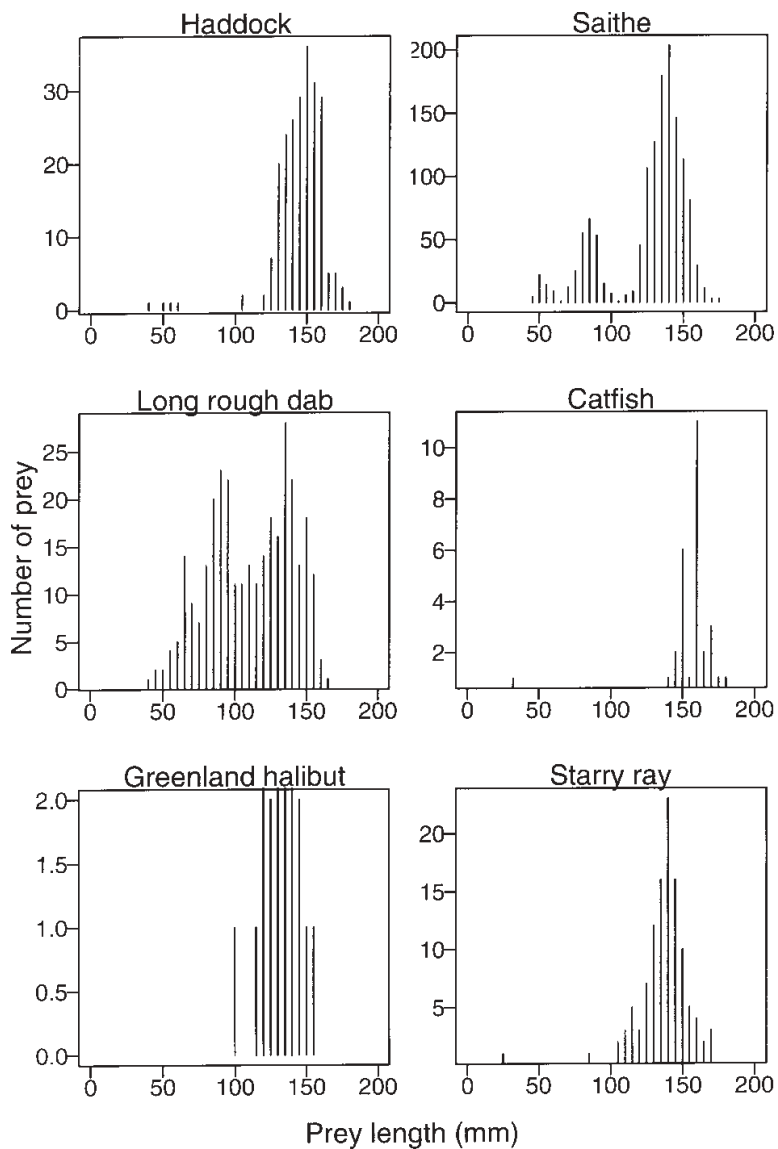 Haddock
30
20
10
0
0 50 100 150 200
Saithe
200
150
100
50
0
0 50 100 150 200
Long rough dab
25
20
15
10
5
0
0 50 100 150 200
Catfish
10
8
6
4
2
0 50 100 150 200
Number of prey
Greenland halibut
2.0
1.5
1.0
0.5
0.0
0 50 100 150 200
Starry ray
20
15
10
5
0 50 100 150 200
Prey length (mm)